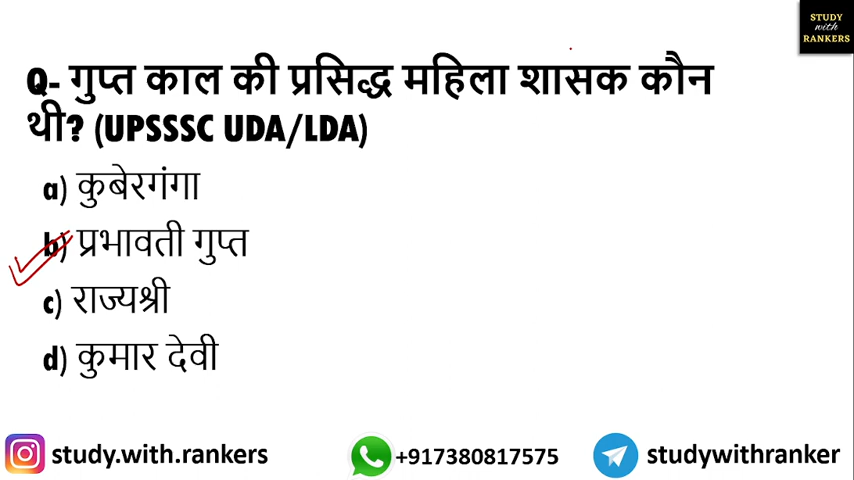 STUDY
with
RANKERS
Q- गुप्त काल की प्रसिद्ध महिला शासक कौन
थी? (UPSSSC UDA/LDA)
a) कुबेरगंगा
b) प्रभावती गुप्त
c) राज्यश्री
d) कुमार देवी
study.with.rankers
+917380817575
studywithranker